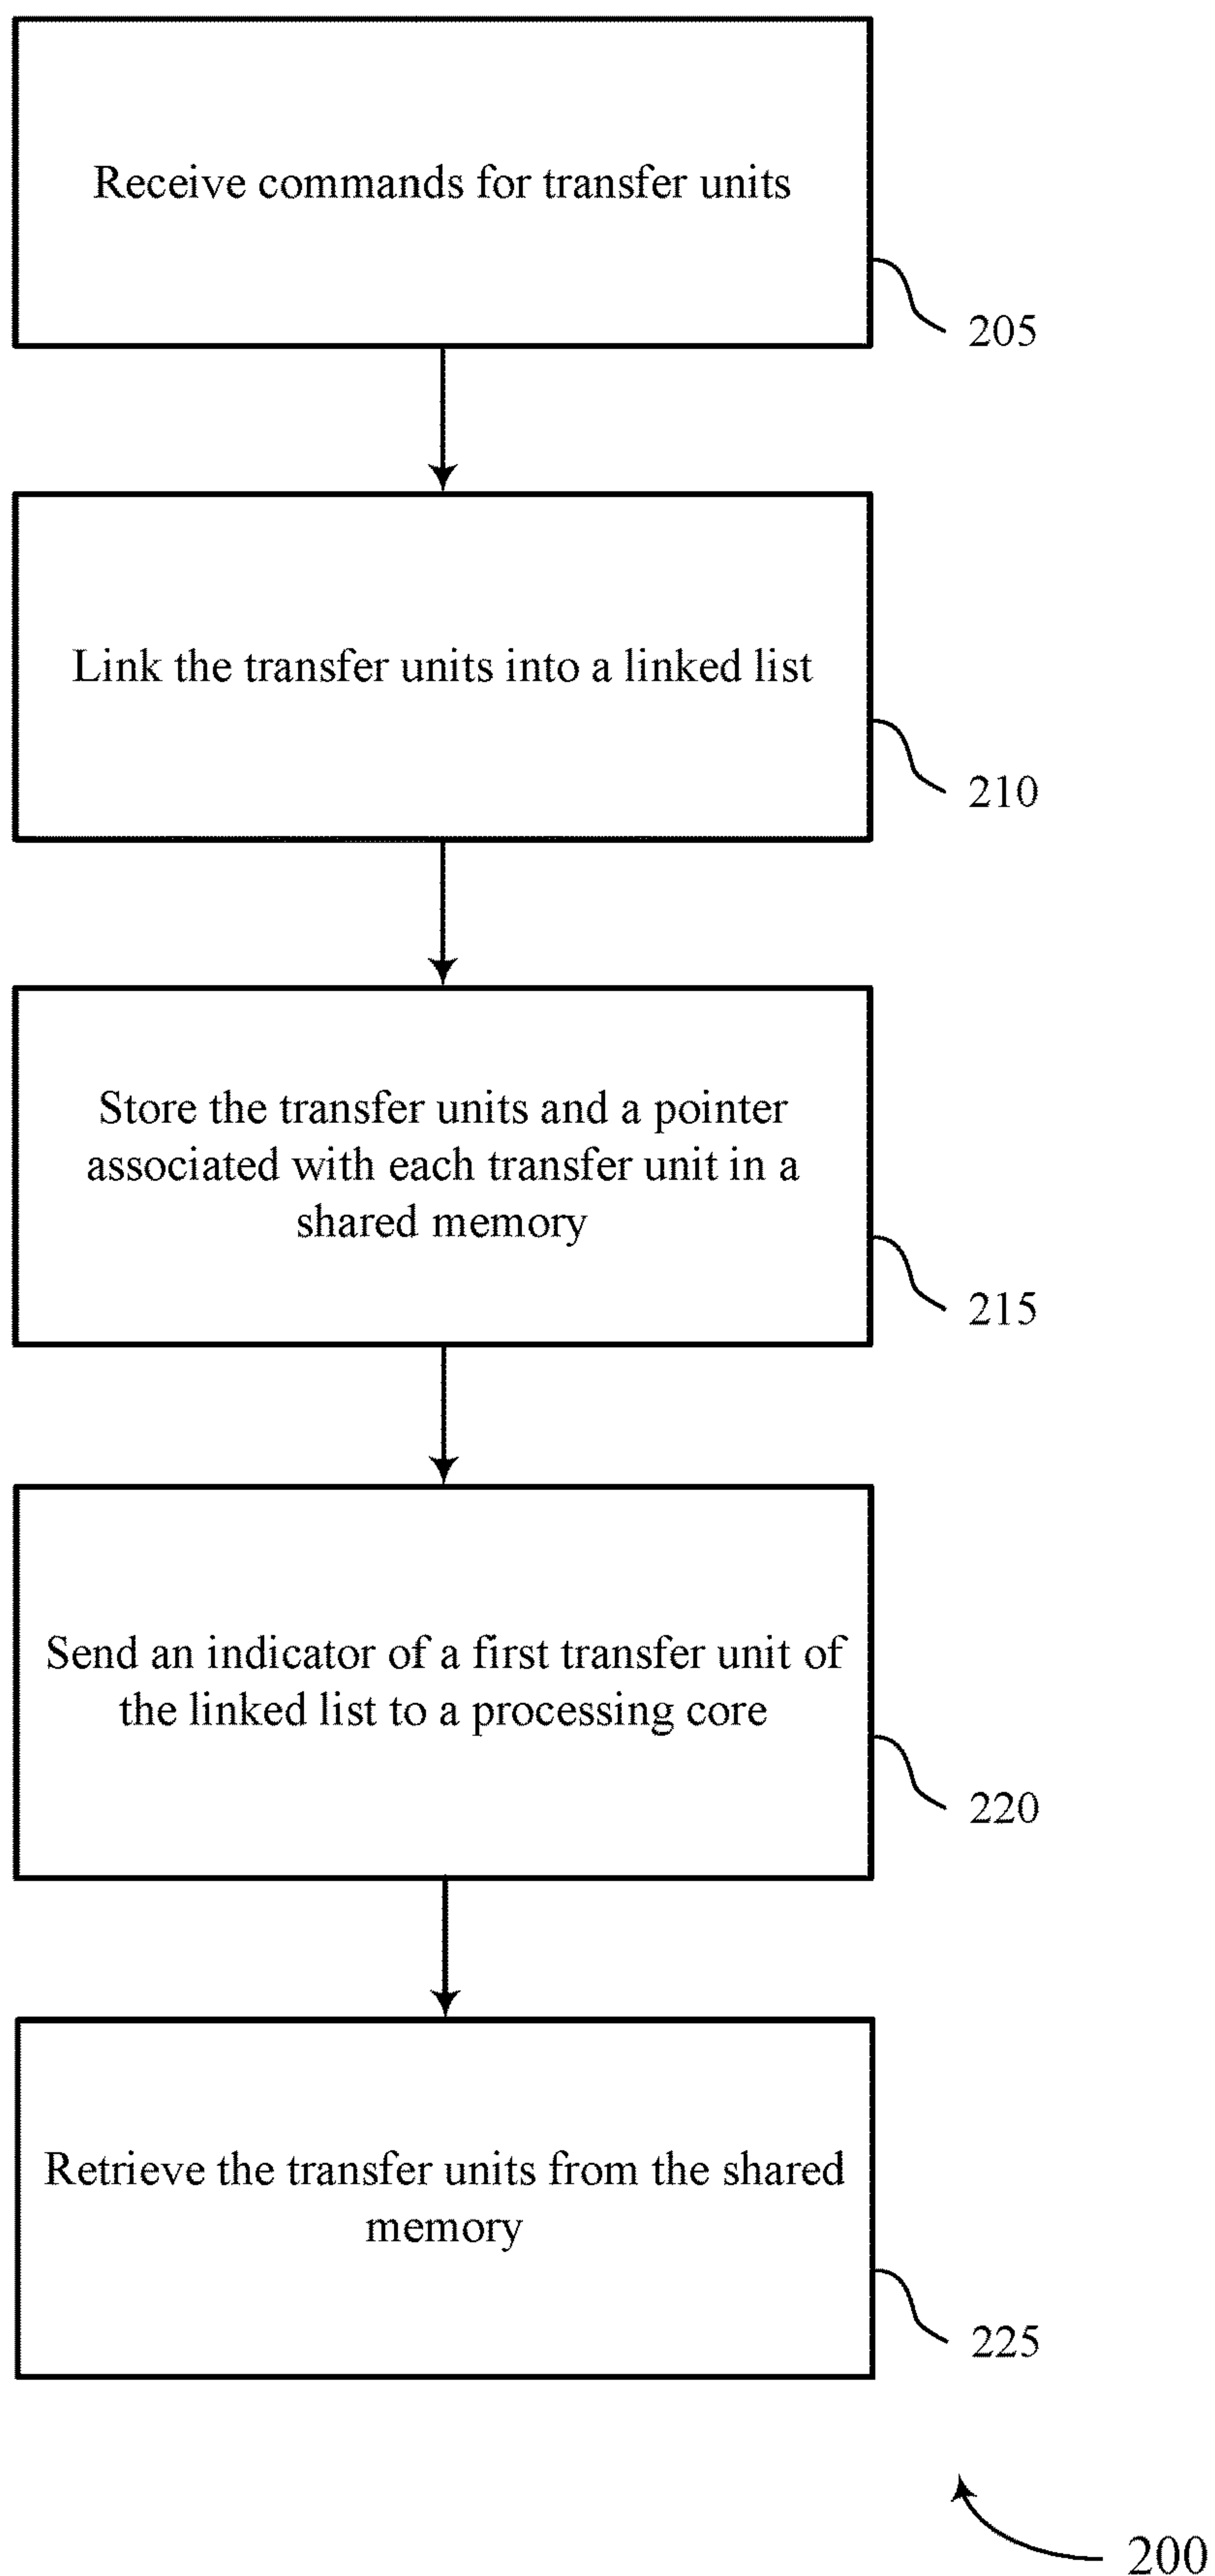 Receive commands for transfer units
205
Link the transfer units into a linked list
210
Store the transfer units and a pointer
associated with each transfer unit in a
shared memory
215
Send an indicator of a first transfer unit of
the linked list to a processing core
220
Retrieve the transfer units from the shared
memory
225
200